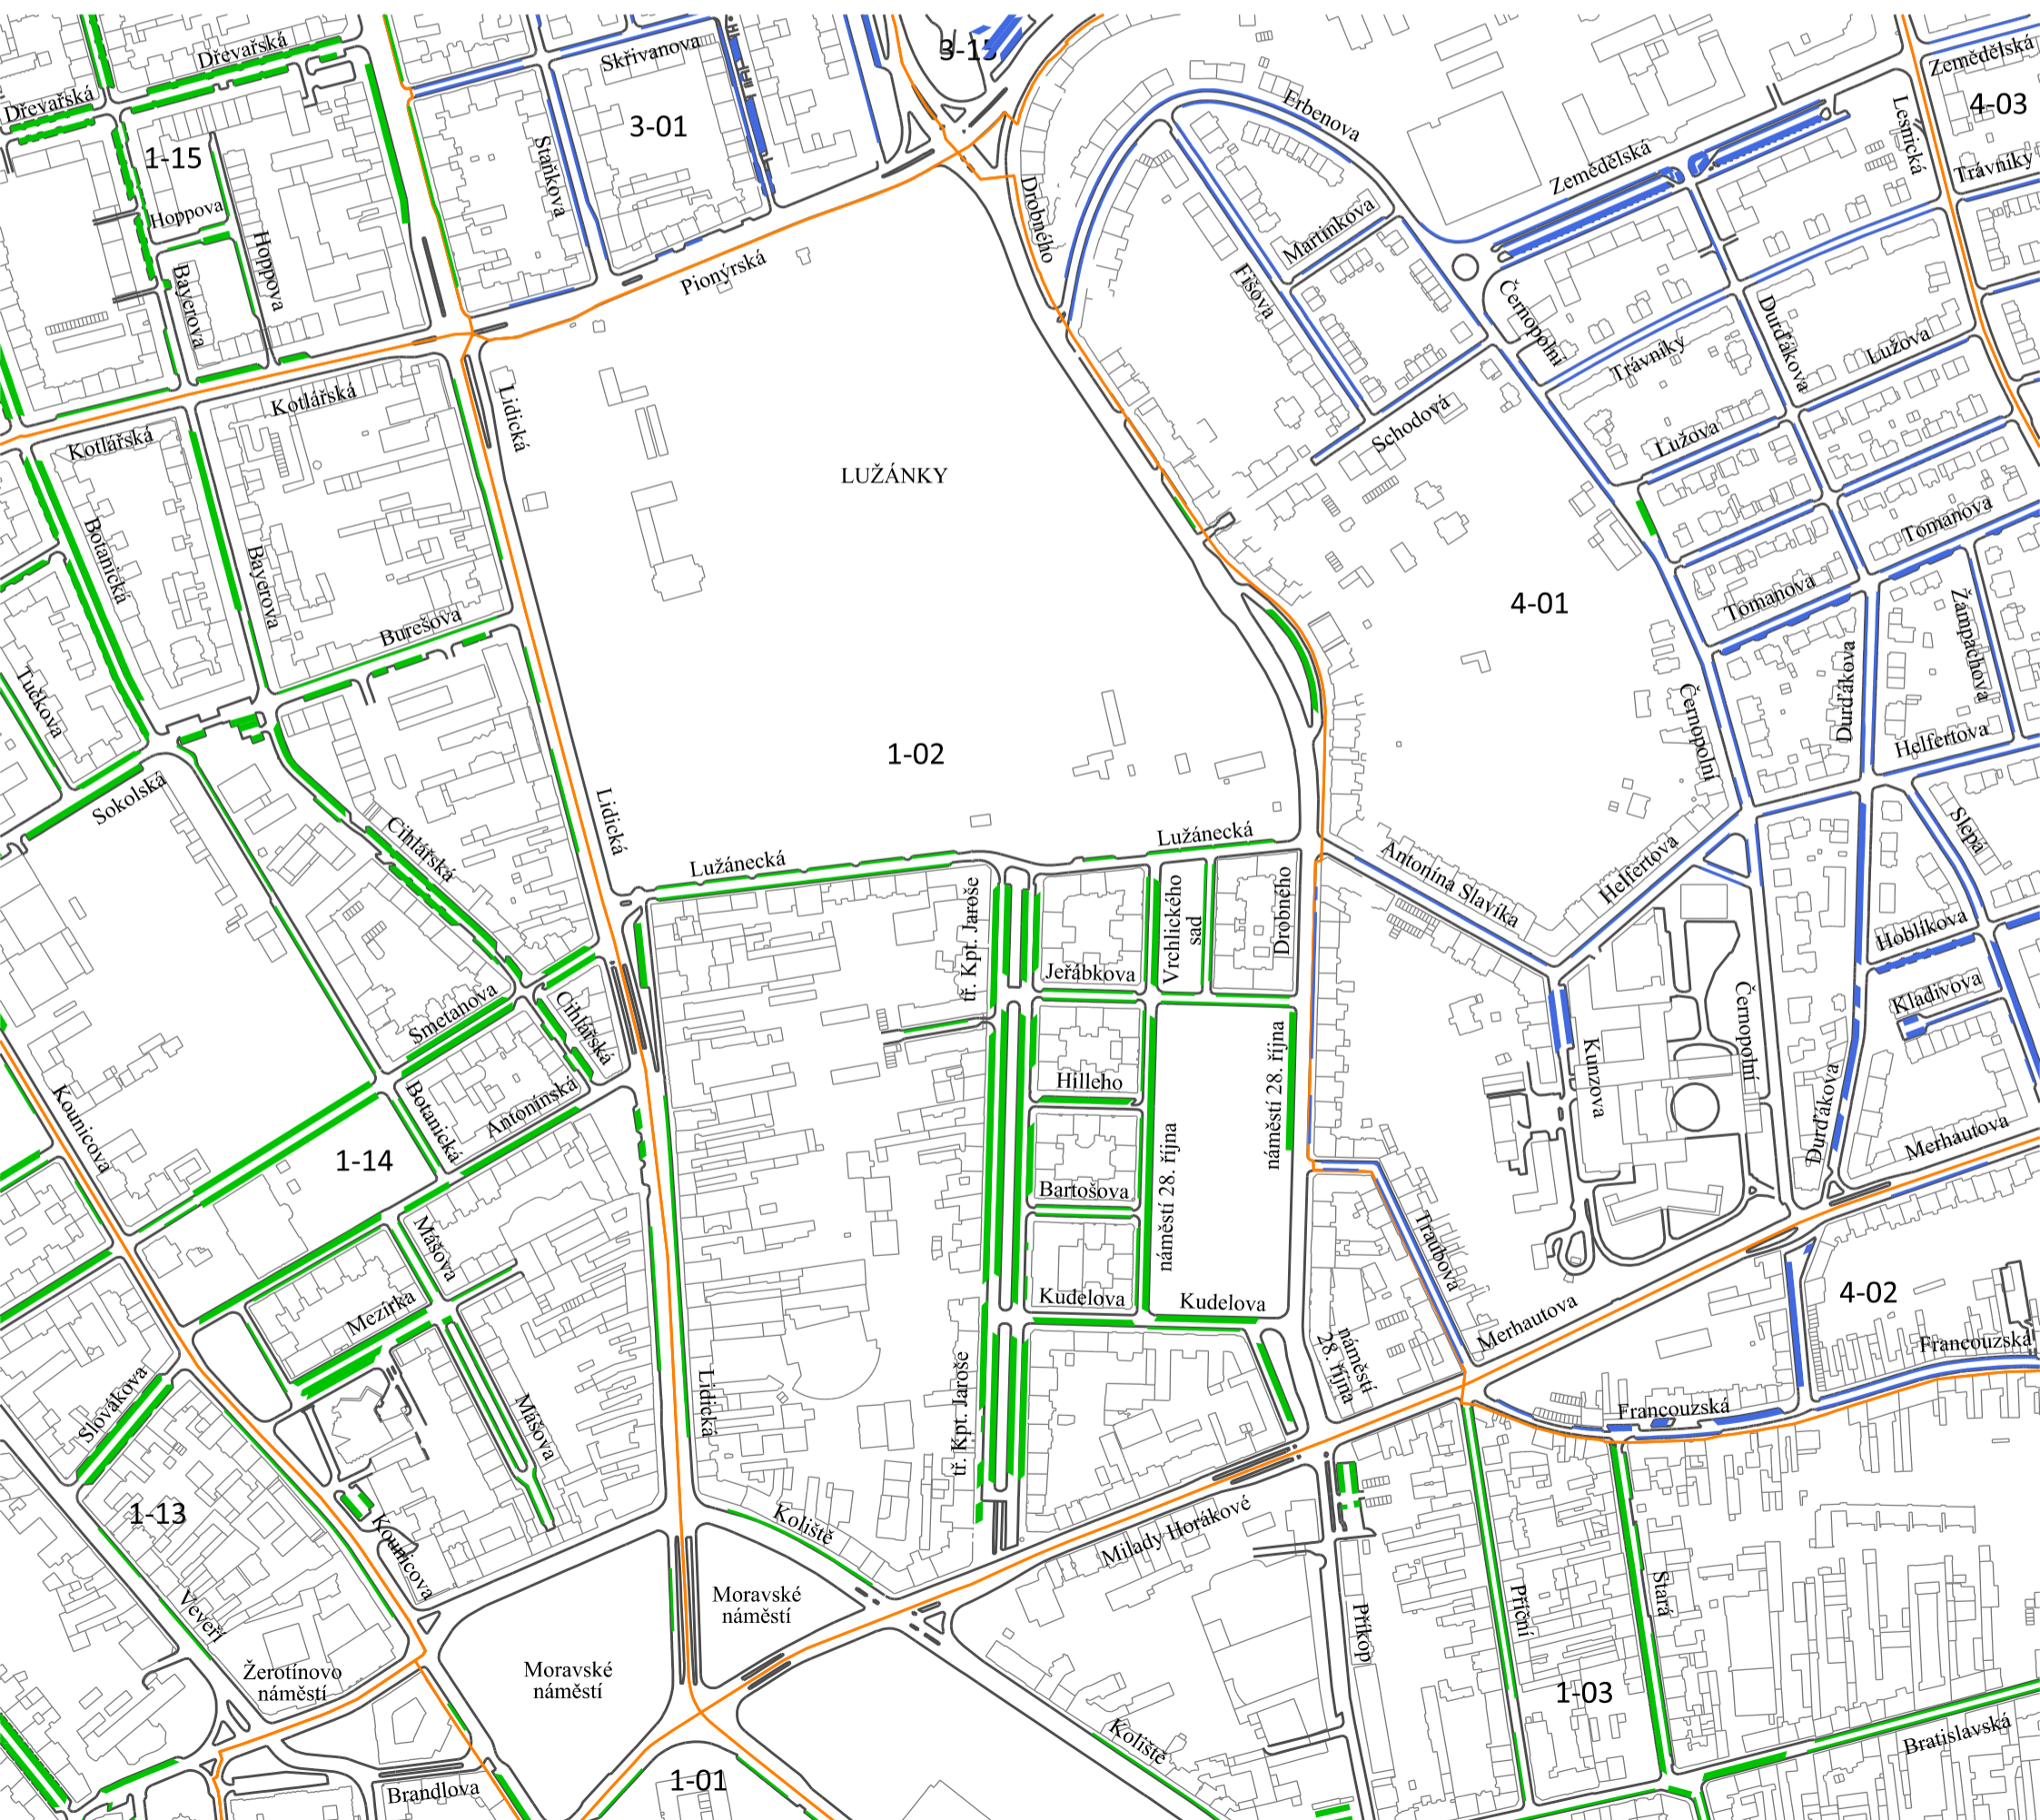 Dřevařská
Skřivanova
3-15
Zemědělská
Dřevařská
Erbenova
Lesnická
4-03
3-01
1-15
Staňkova
Zemědělská
Trávníky
Hoppova
Drobného
Martínkova
Hoppova
Pionýrská
Fišova
Bayerova
Černopolní
Durďákova
Trávníky
Lužova
Kotlářská
Lidická
Schodová
Kotlářská
Lužova
LUŽÁNKY
Botanická
Tomanova
Bayerova
Tomanova
4-01
Žampachova
Burešova
Tučkova
Durďákova
Černopolní
Helfertova
1-02
Sokolská
Lidická
Cihlářská
Lužánecká
Lužánecká
Slepá
Antonína Slavíka
Helfertova
tř. Kpt. Jaroše
Vrchlického
sad
Drobného
Hoblíkova
Jeřábkova
Kladivova
Smetanova
Cihlářská
Černopolní
Kunzova
náměstí 28. října
Hilleho
Kounicova
Botanická
Antonínská
Durďákova
Merhautova
1-14
náměstí 28. října
Bartošova
Mášova
Traubova
Mezírka
Kudelova
Kudelova
4-02
Merhautova
náměstí
28. října
Francouzská
Slovákova
Lidická
tř. Kpt. Jaroše
Mášova
Francouzská
1-13
Kounicova
Koliště
Milady Horákové
Veveří
Moravské
náměstí
Příkop
Příční
Stará
Žerotínovo
náměstí
Moravské
náměstí
1-03
Koliště
Bratislavská
1-01
Brandlova